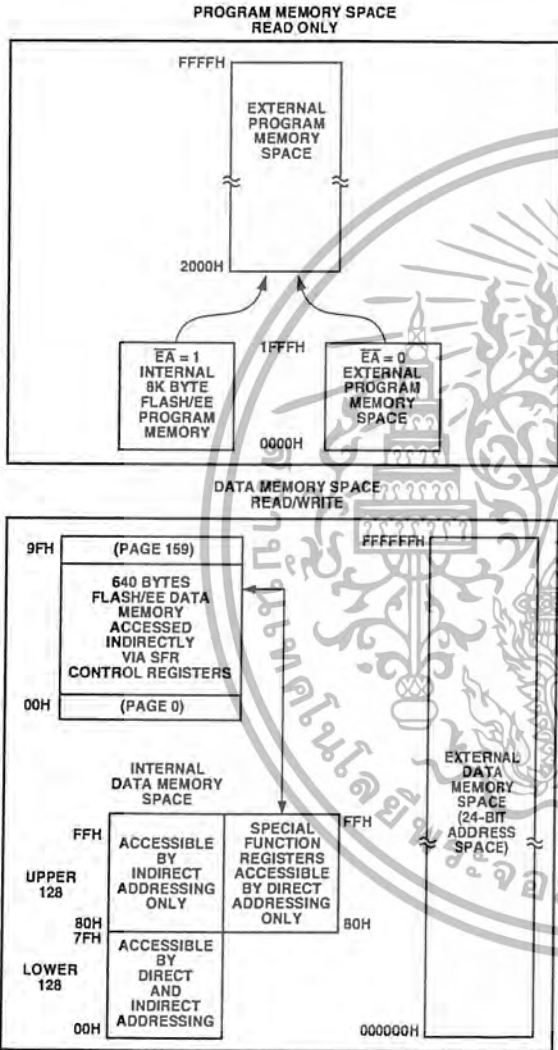 PROGRAM MEMORY SPACE
READ ONLY
FFFFH
EXTERNAL
PROGRAM
MEMORY
SPACE
2000H
1FFFH
EA = 1
INTERNAL
8K BYTE
FLASH/EE
PROGRAM
MEMORY
EA = 0
EXTERNAL
PROGRAM
MEMORY
SPACE
0000H
DATA MEMORY SPACE
READ/WRITE
9FH
(PAGE 159)
640 BYTES
FLASH/EE DATA
MEMORY
ACCESSED
INDIRECTLY
VIA SFR
CONTROL REGISTERS
00H
(PAGE 0)
INTERNAL
DATA MEMORY
SPACE
FFH
UPPER
128
80H
7FH
LOWER
128
00H
ACCESSIBLE
BY
INDIRECT
ADDRESSING
ONLY
ACCESSIBLE
BY
DIRECT
AND
INDIRECT
ADDRESSING
SPECIAL
FUNCTION
REGISTERS
ACCESSIBLE
BY DIRECT
ADDRESSING
ONLY
FFH
80H
FFFFFFH
EXTERNAL
DATA
MEMORY
SPACE
(24-BIT
ADDRESS
SPACE)
000000H